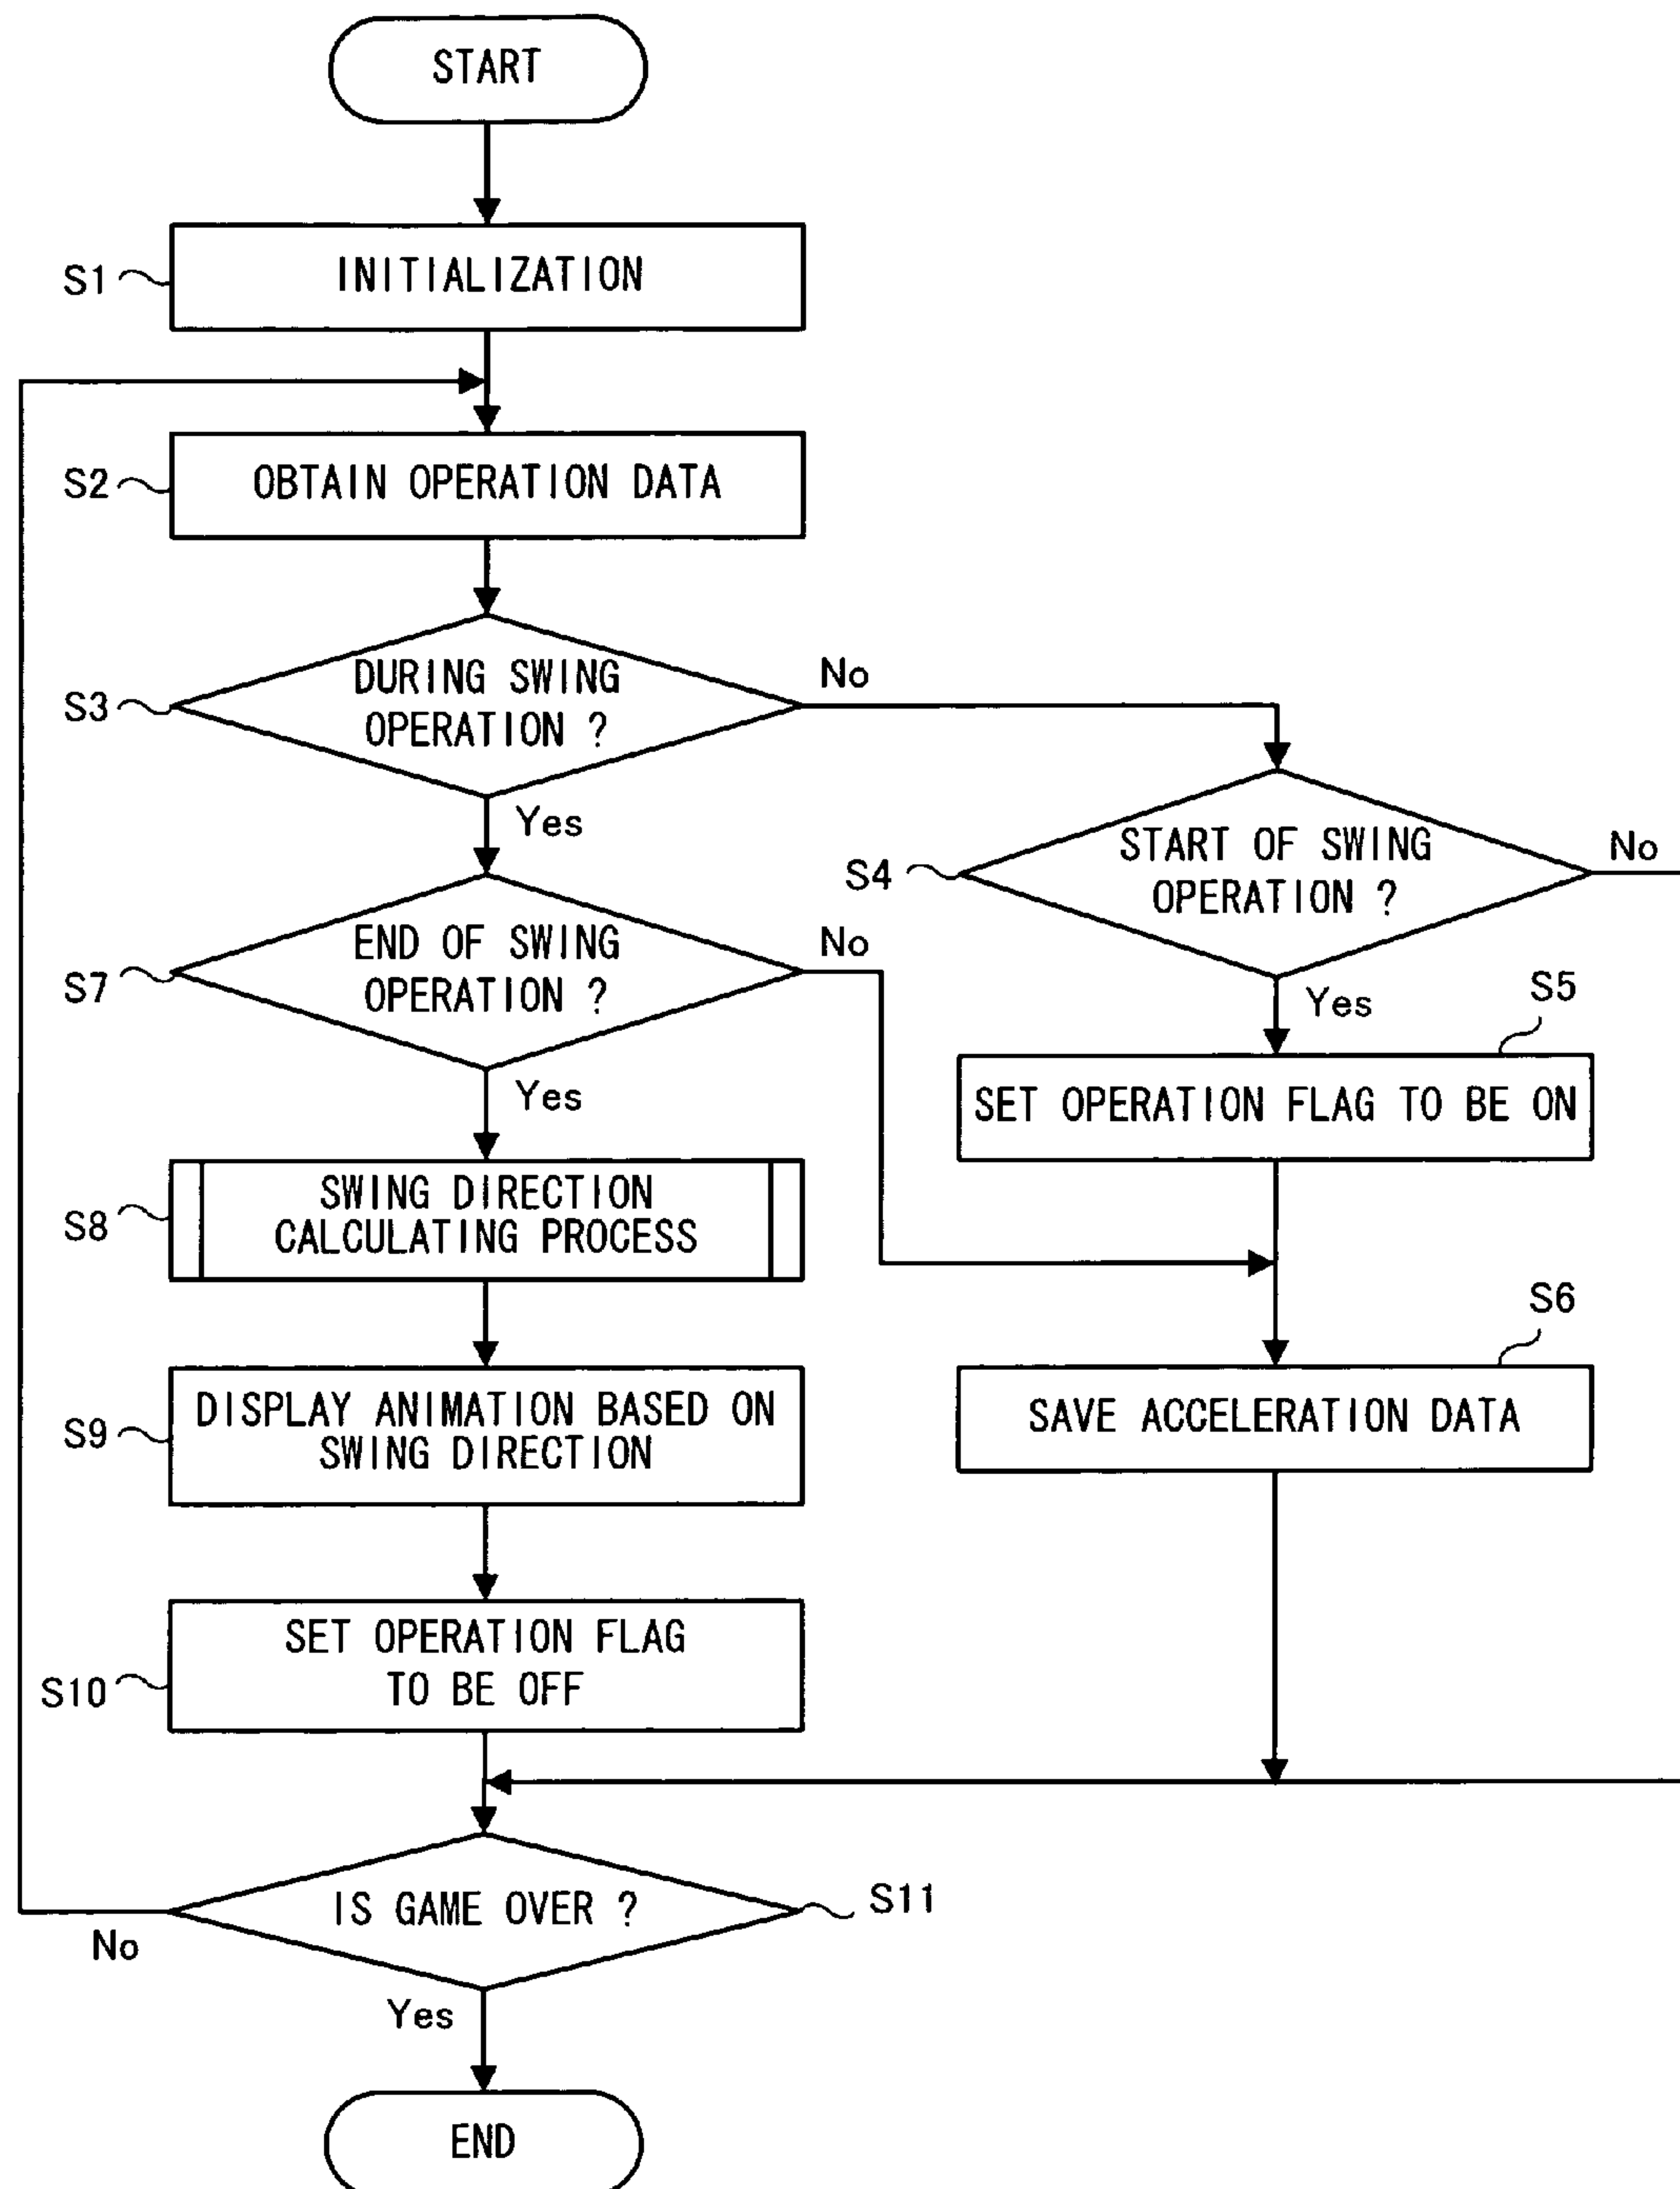 START
S1
INITIALIZATION
S2
OBTAIN OPERATION DATA
S3
DURING SWING
OPERATION ?
No
Yes
S4
START OF SWING
OPERATION ?
No
Yes
S7
END OF SWING
OPERATION ?
No
Yes
S5
SET OPERATION FLAG TO BE ON
S8
SWING DIRECTION
CALCULATING PROCESS
S6
SAVE ACCELERATION DATA
S9
DISPLAY ANIMATION BASED ON
SWING DIRECTION
S10
SET OPERATION FLAG
TO BE OFF
IS GAME OVER ?
S11
No
Yes
END